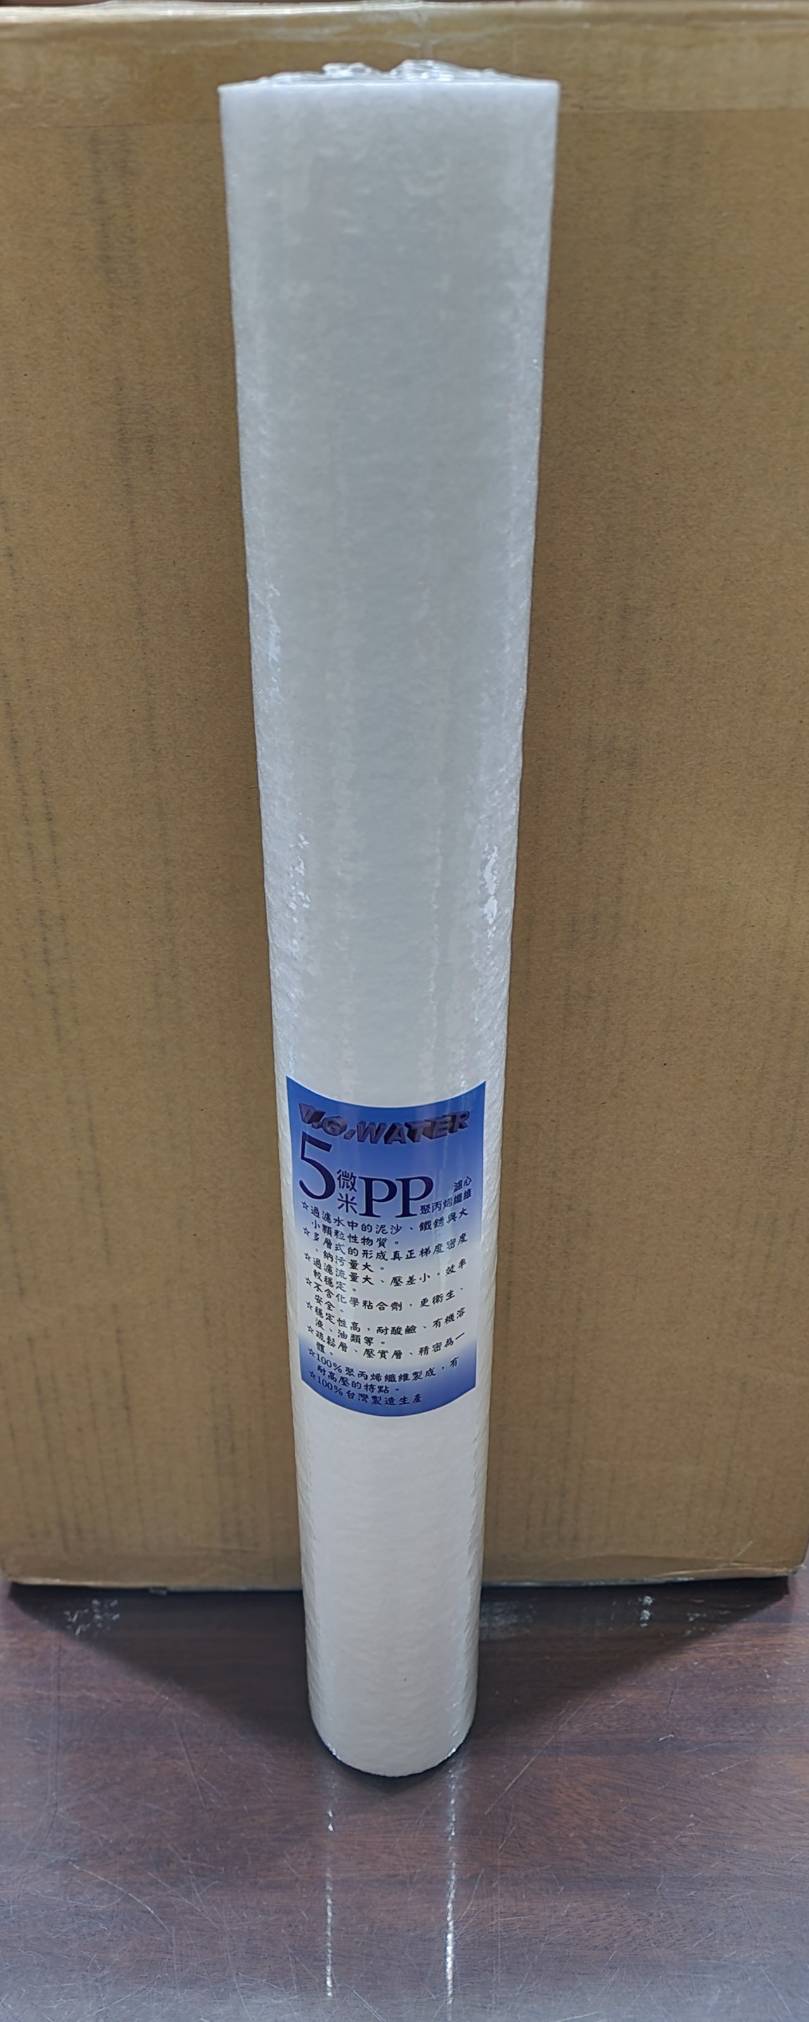 V.G.WATER
5微米PP 濾心
聚丙烯纖維
☆過濾水中的泥沙、鐵銹與大
小顆粒性物質。
☆多層式的形成真正梯度密度
、納污量大。
☆過濾流量大、壓差小,效率
較穩定。
☆不含化學粘合劑,更衛生、
安全。
☆穩定性高,耐酸鹼、有機溶
液、油類等。
☆疏鬆層、壓實層、精密為一
體。
☆100%聚丙烯纖維製成,有
耐高壓的特點。
☆100%台灣製造生產